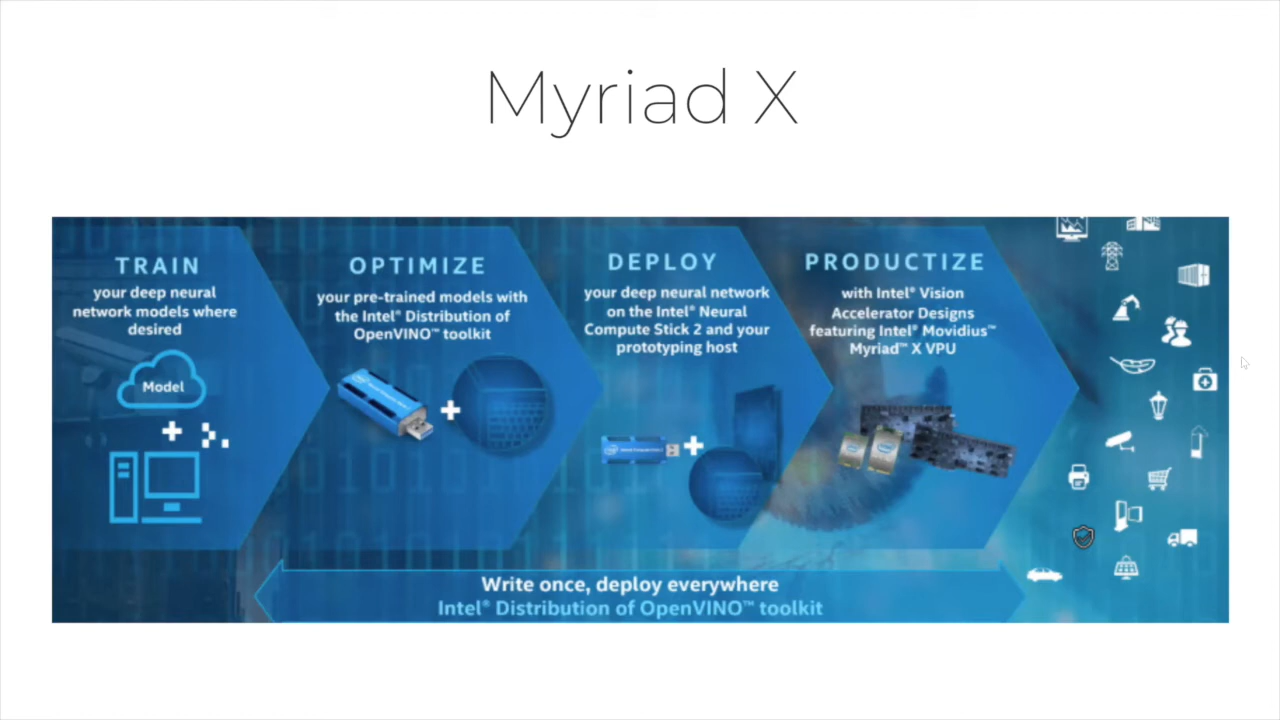 Myriad X
TRAIN
your deep neural
network models where
desired
Model
OPTIMIZE
your pre-trained models with
the Intel® Distribution of
OpenVINO™ toolkit
DEPLOY
your deep neural network
on the Intel® Neural
Compute Stick 2 and your
prototyping host
PRODUCTIZE
with Intel® Vision
Accelerator Designs
featuring Intel® Movidius™
Myriad™ X VPU
Write once, deploy everywhere
Intel® Distribution of OpenVINO™ toolkit